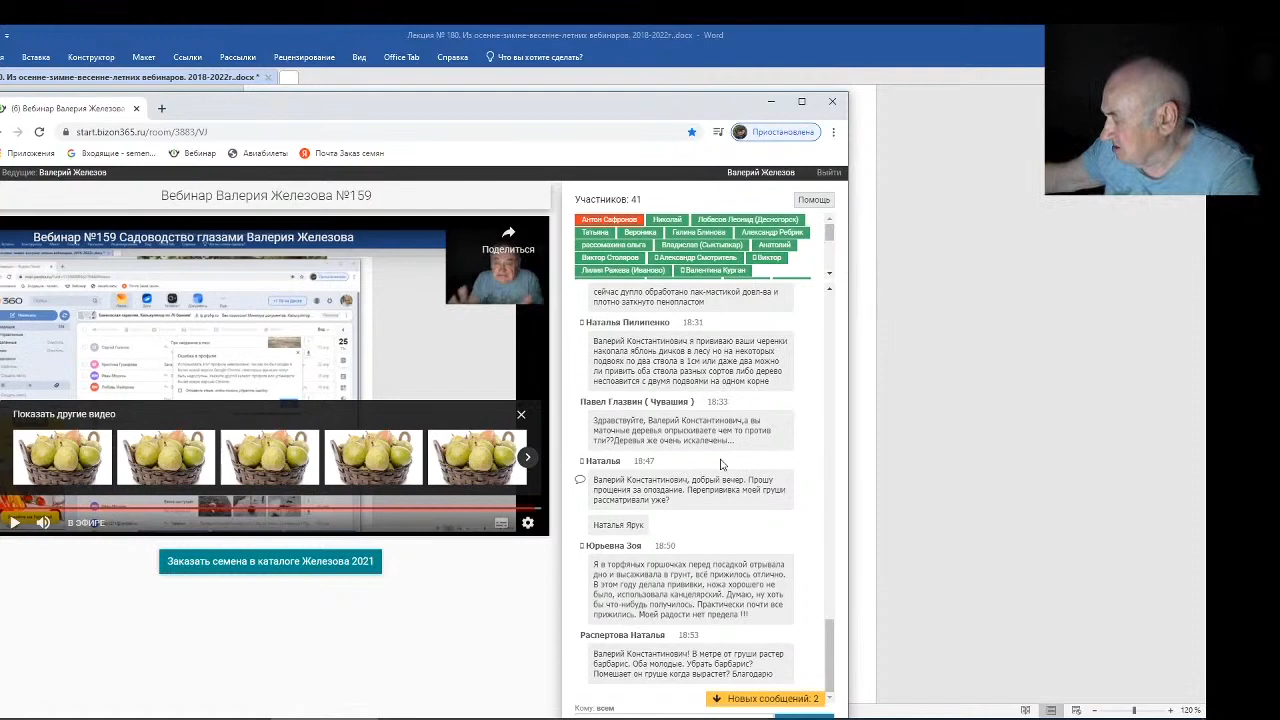 Лекция № 180. Из осенне-зимне-весенне-летних вебинаров. 2018-2022г..docx - Word
Вставка Конструктор Макет Ссылки Рассылки Рецензирование Вид Office Tab Справка Что вы хотите сделать?
0. Из осенне-зимне-весенне-летних вебинаров. 2018-2022г..docx *
(6) Вебинар Валерия Железова
start.bizon365.ru/room/3883/VJ
Приостановлена
Приложения Входящие - semen... Вебинар Авиабилеты Почта Заказ семян
Ведущие: Валерий Железов
Валерий Железов Выйти
Вебинар Валерия Железова №159
Вебинар №159 Садоводство глазами Валерия Железова
Поделиться
Показать другие видео
В ЭФИРЕ
Заказать семена в каталоге Железова 2021
Участников: 41
Помощь
Антон Сафронов Николай Лобасов Леонид (Десногорск)
Татьяна Вероника Галина Блинова Александр Ребрик
рассомахина ольга Владислав (Сыктывкар) Анатолий
Виктор Столяров Александр Смотритель Виктор
Лилия Ражева (Иваново) Валентина Курган
сейчас дупло обработано лак-мастикой довл-ва и
плотно заткнуто пенопластом
Наталья Пилипенко 18:31
Валерий Константинович я прививаю ваши черенки
накопала яблонь дичков в лесу но на некоторых
подвоях по два ствола в 1см или даже два можно
ли привить оба ствола разных сортов либо дерево
несповaится с двумя подвоями на одном корне
Павел Глазвин ( Чувашия ) 18:33
Здравствуйте, Валерий Константинович,а вы
маточные деревья опрыскиваете чем то против
тли??Деревья же очень искалечены...
Наталья 18:47
Валерий Константинович, добрый вечер. Прошу
прощения за опоздание. Перепрививка моей груши
рассматривали уже?
Наталья Ярук
Юрьевна Зоя 18:50
Я в торфяных горшочках перед посадкой отрывала
дно и высаживала в грунт, всё прижилось отлично.
В этом году делала прививки, ножа хорошего не
было, использовала канцелярский. Думаю, ну хоть
бы что-нибудь получилось. Практически почти все
прижились. Моей радости нет предела !!!
Распертова Наталья 18:53
Валерий Константинович! В метре от груши растер
барбарис. Оба молодые. Убрать барбарис?
Помешает он груше когда вырастет? Благодарю
Новых сообщений: 2
Кому: всем
120 %